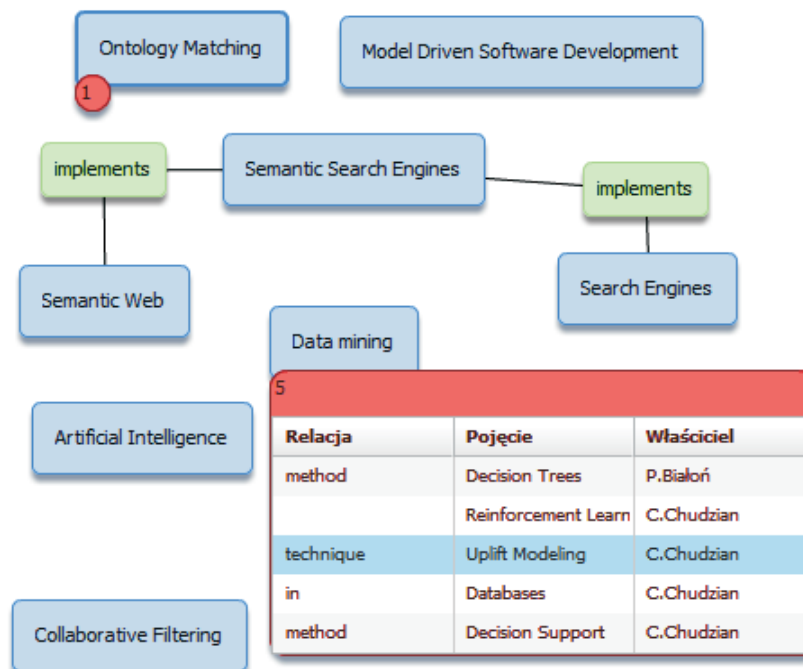 Ontology Matching
Model Driven Software Development
1
implements
Semantic Search Engines
implements
Semantic Web
Search Engines
Data mining
5
Relacja Pojęcie Właściciel
method Decision Trees P.Białoń
Reinforcement Learn C.Chudzian
technique Uplift Modeling C.Chudzian
in Databases C.Chudzian
method Decision Support C.Chudzian
Artificial Intelligence
Collaborative Filtering